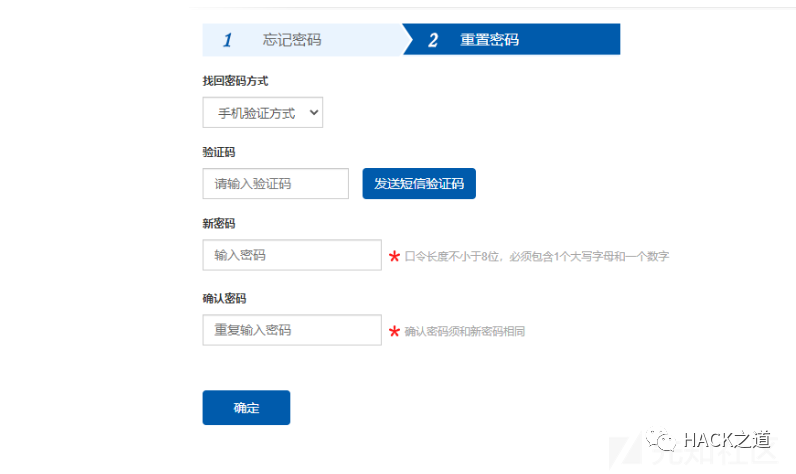 1 忘记密码 2 重置密码
找回密码方式
手机验证方式
验证码
请输入验证码 发送短信验证码
新密码
输入密码 * 口令长度不小于8位，必须包含1个大写字母和一个数字
确认密码
重复输入密码 * 确认密码须和新密码相同
确定
HACK之道
先知社区